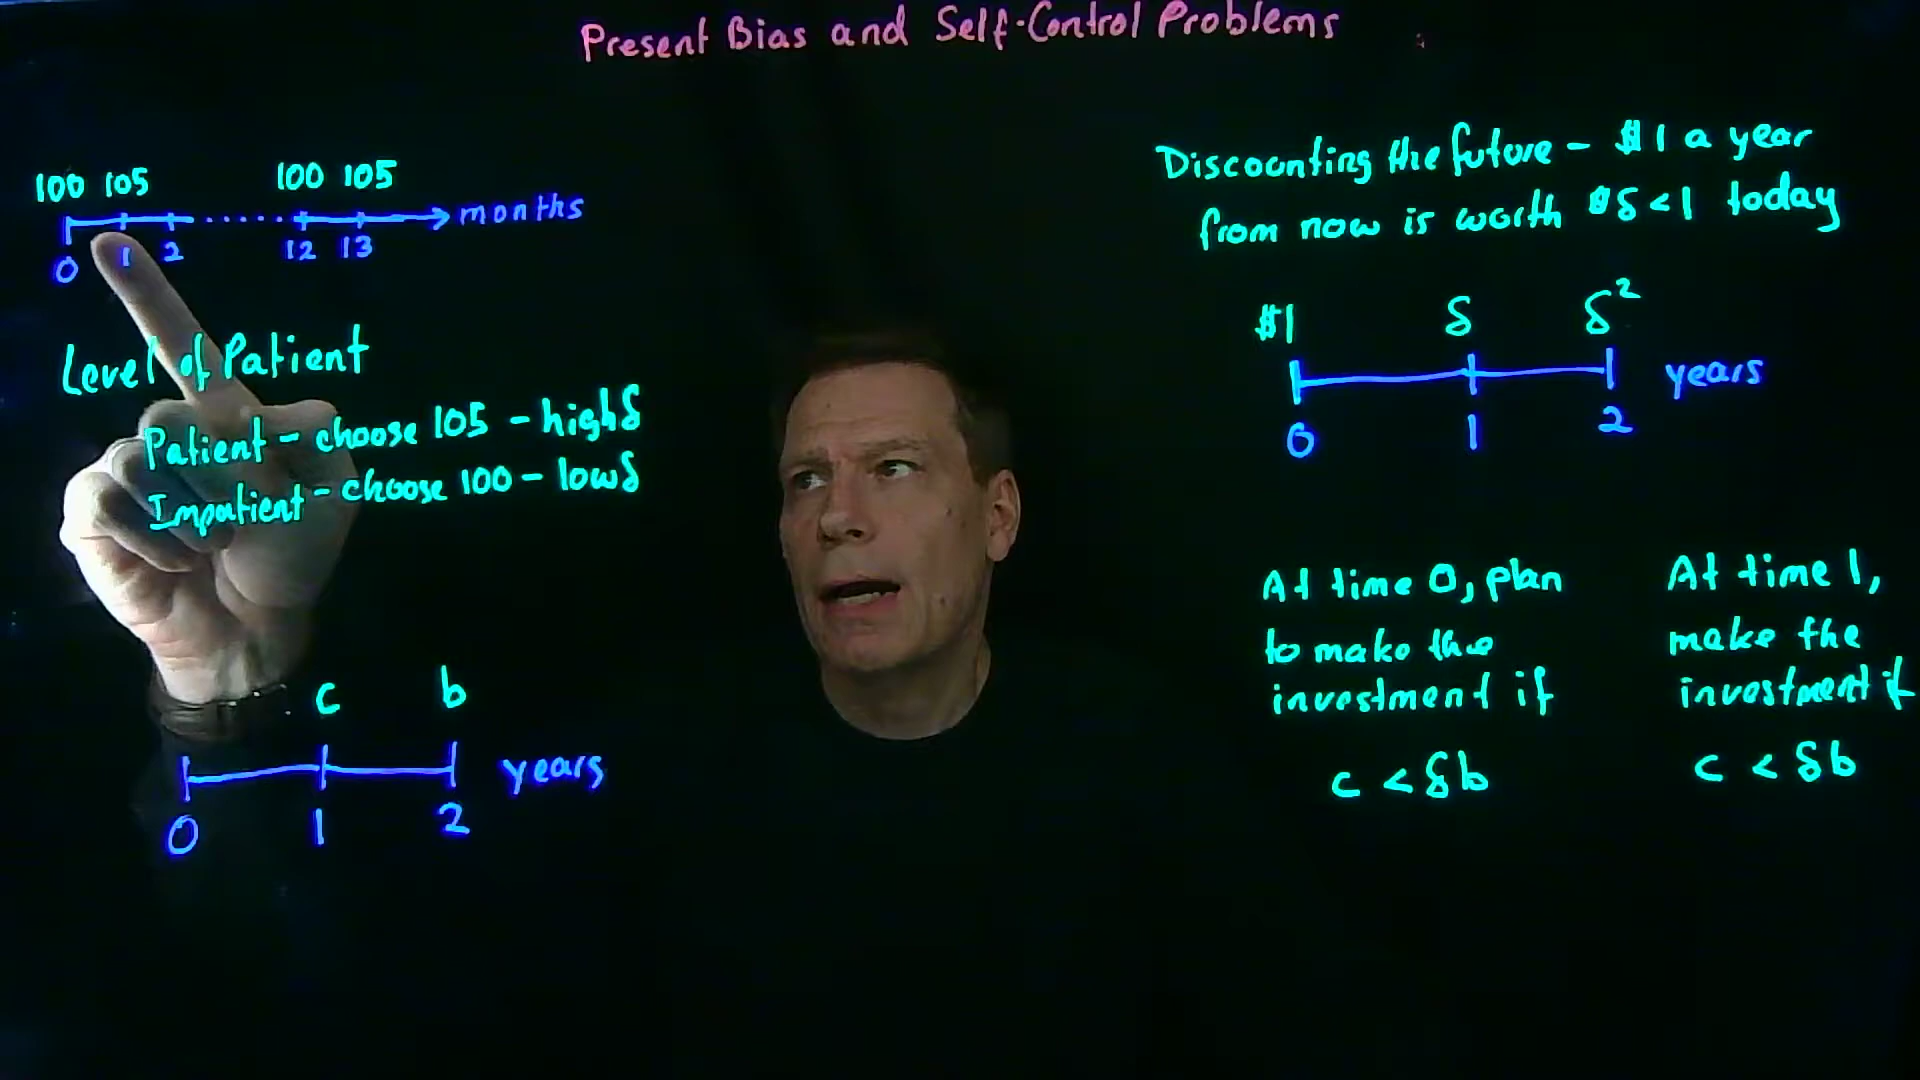 Present Bias and Self-Control Problems
100 105 100 105
months
0 1 2 12 13
Level of Patient
Patient - choose 105 - high δ
Impatient - choose 100 - low δ
c b
years
0 1 2
Discounting the future - $1 a year
from now is worth $δ < 1 today
$1 δ δ²
years
0 1 2
At time 0, plan
to make the
investment if
c < δb
At time 1,
make the
investment if
c < δb